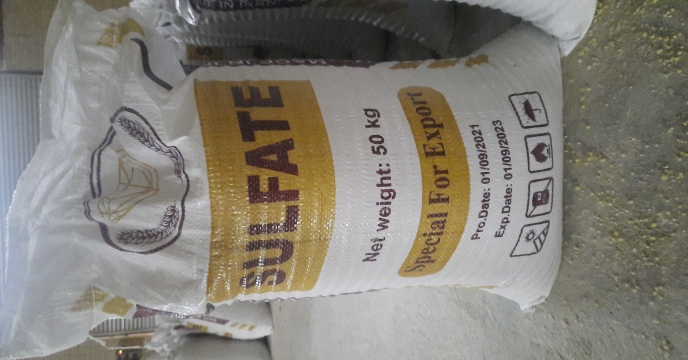 SULFATE
Net weight: 50 kg
Special For Export
Pro.Date: 01/09/2021
Exp.Date: 01/09/2023